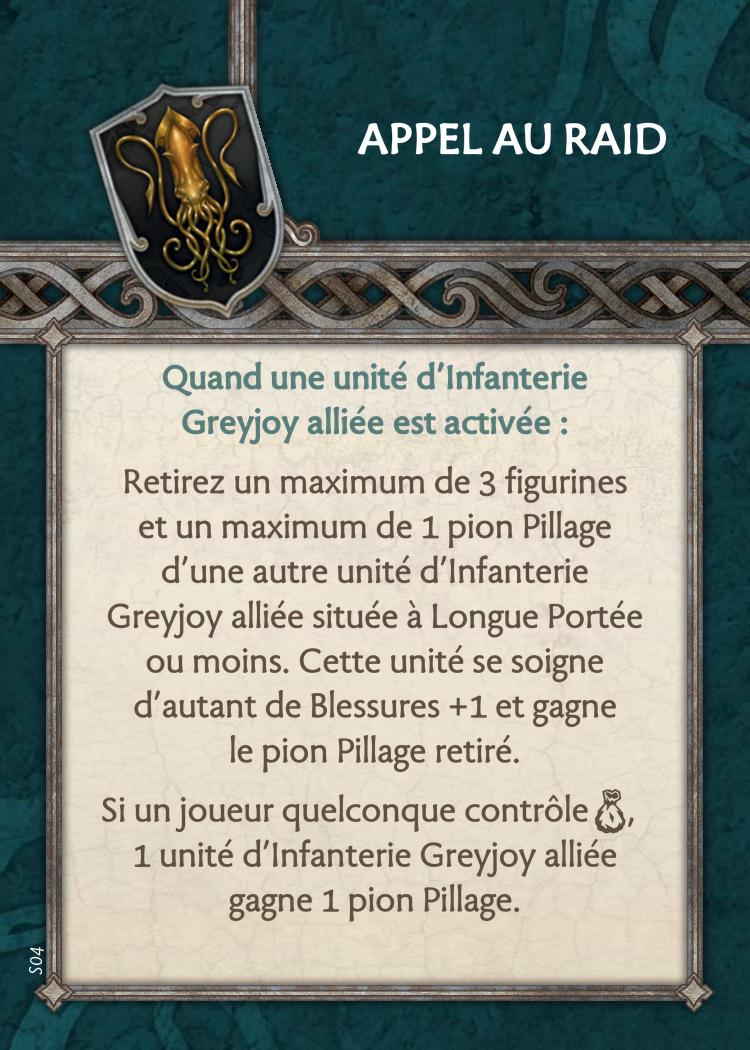 APPEL AU RAID
Quand une unité d'Infanterie
Greyjoy alliée est activée :
Retirez un maximum de 3 figurines
et un maximum de 1 pion Pillage
d'une autre unité d'Infanterie
Greyjoy alliée située à Longue Portée
ou moins. Cette unité se soigne
d'autant de Blessures +1 et gagne
le pion Pillage retiré.
Si un joueur quelconque contrôle ,
1 unité d'Infanterie Greyjoy alliée
gagne 1 pion Pillage.
S04